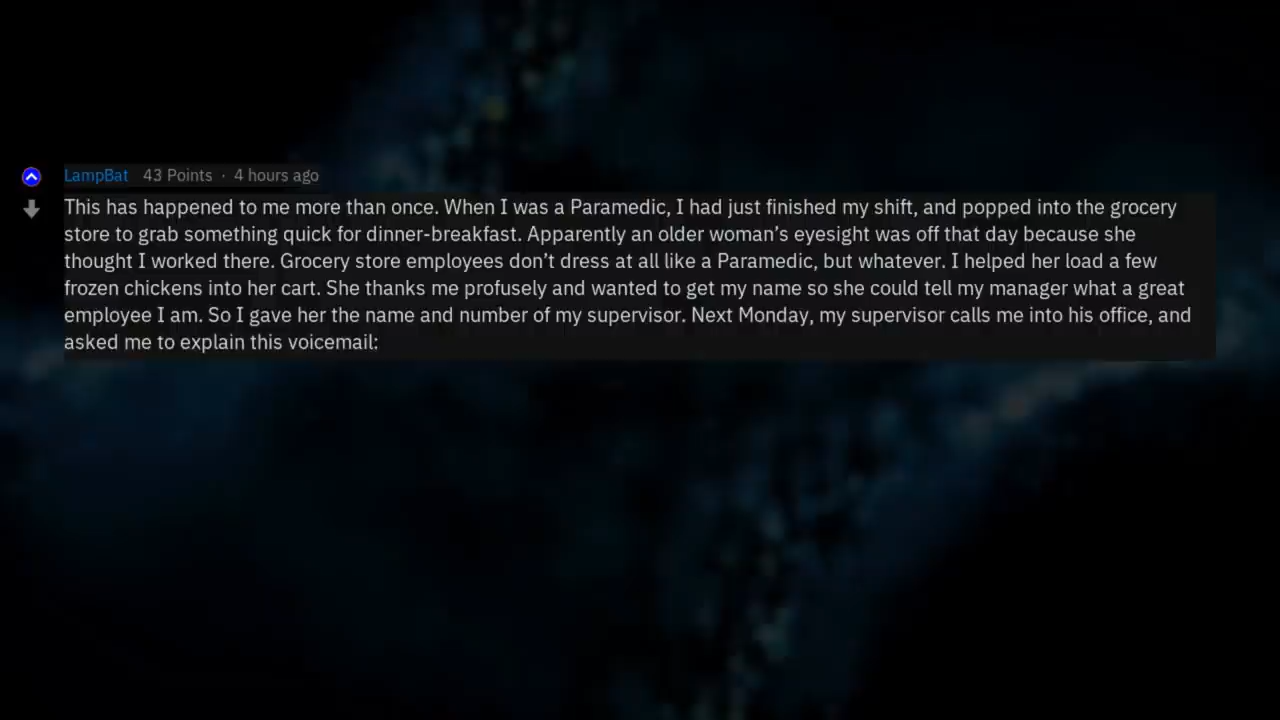 LampBat 43 Points · 4 hours ago
This has happened to me more than once. When I was a Paramedic, I had just finished my shift, and popped into the grocery
store to grab something quick for dinner-breakfast. Apparently an older woman’s eyesight was off that day because she
thought I worked there. Grocery store employees don’t dress at all like a Paramedic, but whatever. I helped her load a few
frozen chickens into her cart. She thanks me profusely and wanted to get my name so she could tell my manager what a great
employee I am. So I gave her the name and number of my supervisor. Next Monday, my supervisor calls me into his office, and
asked me to explain this voicemail: